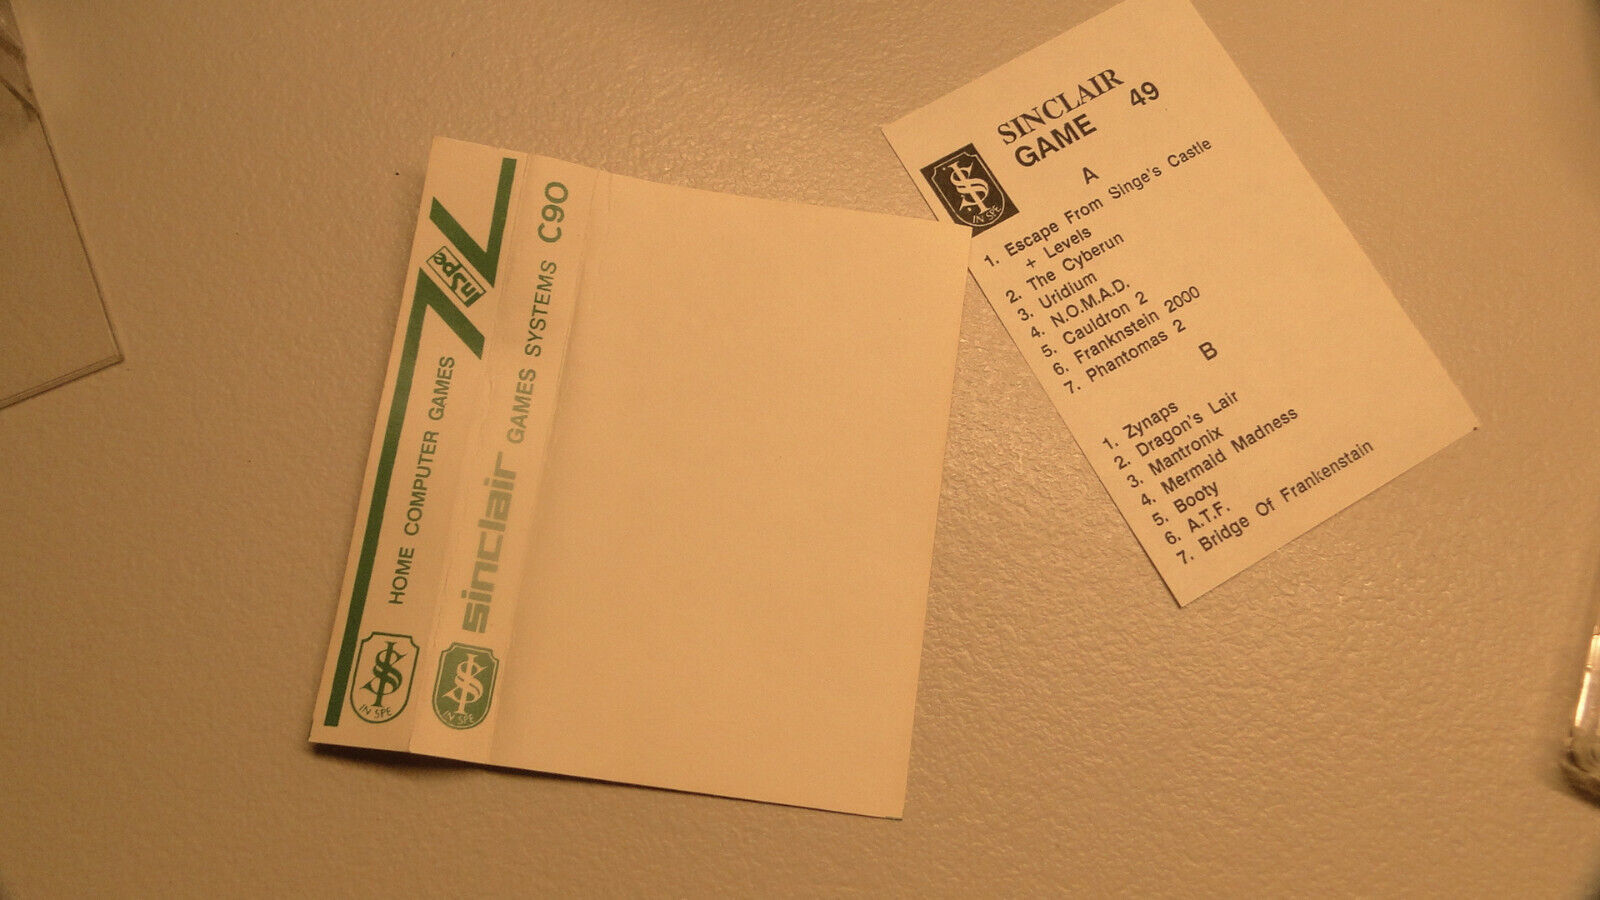 InSpe
HOME COMPUTER GAMES
IN SPE
sinclair GAMES SYSTEMS C90
IN SPE
SINCLAIR
GAME 49
IN SPE
A
1. Escape From Singe's Castle
+ Levels
2. The Cyberun
3. Uridium
4. N.O.M.A.D.
5. Cauldron 2
6. Franknstein 2000
7. Phantomas 2
B
1. Zynaps
2. Dragon's Lair
3. Mantronix
4. Mermaid Madness
5. Booty
6. A.T.F.
7. Bridge Of Frankenstain